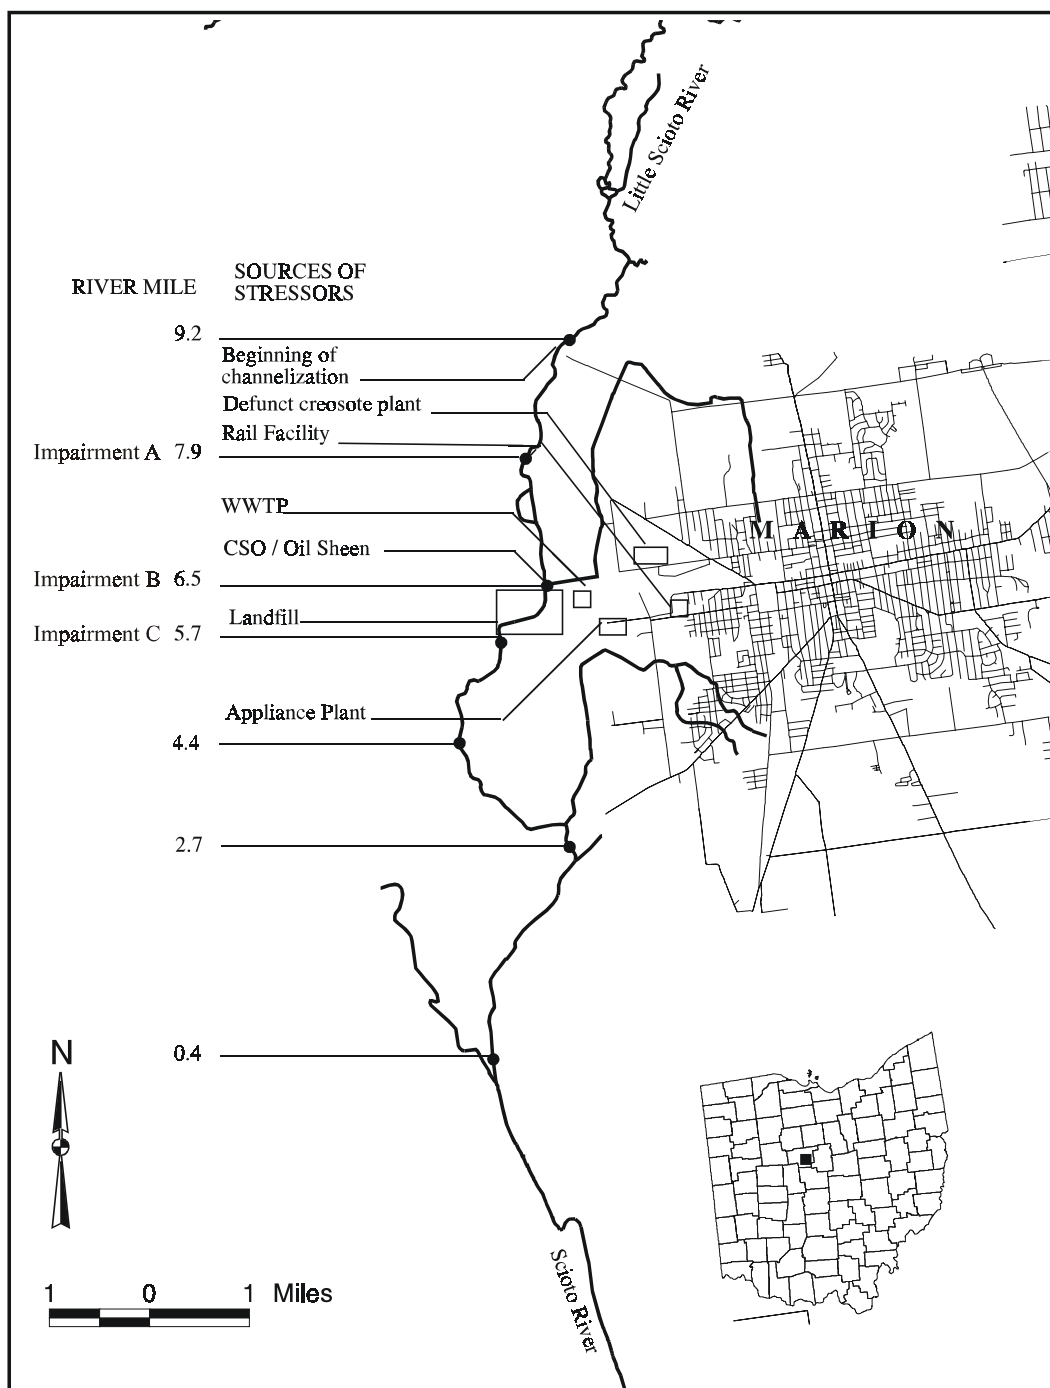 Little Scioto River
RIVER MILE
SOURCES OF
STRESSORS
9.2
Beginning of
channelization
Defunct creosote plant
Rail Facility
Impairment A 7.9
WWTP
MARION
CSO / Oil Sheen
Impairment B 6.5
Landfill
Impairment C 5.7
Appliance Plant
4.4
2.7
0.4
N
1 0 1 Miles
Scioto River